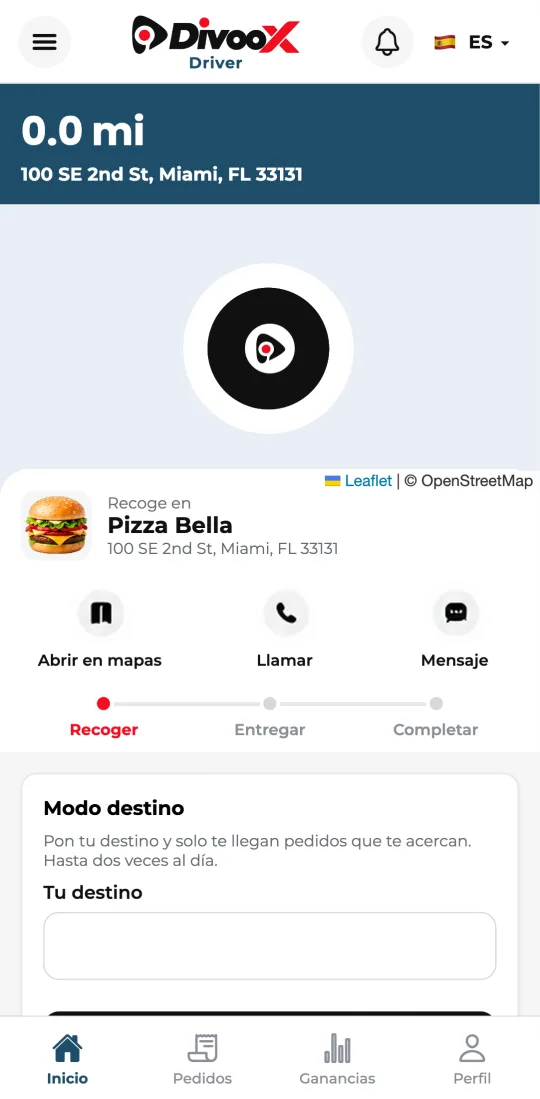 DivooX
Driver
ES
0.0 mi
100 SE 2nd St, Miami, FL 33131
Leaflet | © OpenStreetMap
Recoge en
Pizza Bella
100 SE 2nd St, Miami, FL 33131
Abrir en mapas
Llamar
Mensaje
Recoger
Entregar
Completar
Modo destino
Pon tu destino y solo te llegan pedidos que te acercan.
Hasta dos veces al día.
Tu destino
Inicio
Pedidos
Ganancias
Perfil